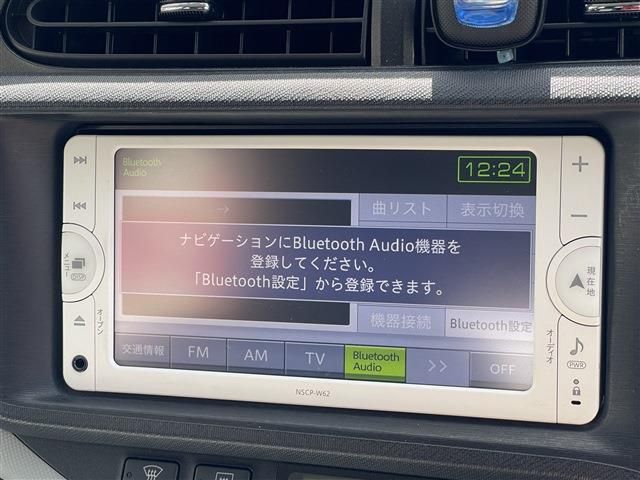 Bluetooth
Audio
12:24
→
曲リスト
表示切換
ナビゲーションにBluetooth Audio機器を
登録してください。
「Bluetooth設定」から登録できます。
機器接続
Bluetooth設定
交通情報
FM
AM
TV
Bluetooth
Audio
>>
OFF
メニュー
DISP
オープン
+
−
現在地
オーディオ
PWR
NSCP-W62